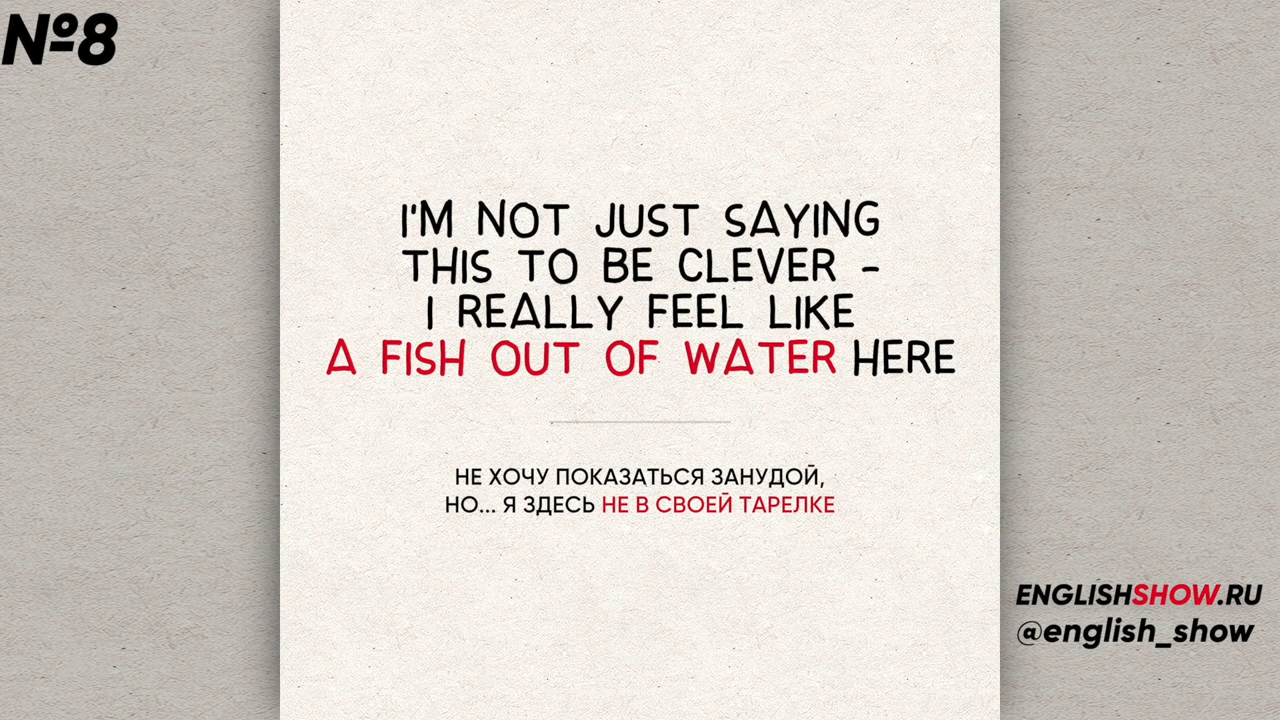 №8
I'M NOT JUST SAYING
THIS TO BE CLEVER -
I REALLY FEEL LIKE
A FISH OUT OF WATER HERE
НЕ ХОЧУ ПОКАЗАТЬСЯ ЗАНУДОЙ,
НО... Я ЗДЕСЬ НЕ В СВОЕЙ ТАРЕЛКЕ
ENGLISHSHOW.RU
@english_show